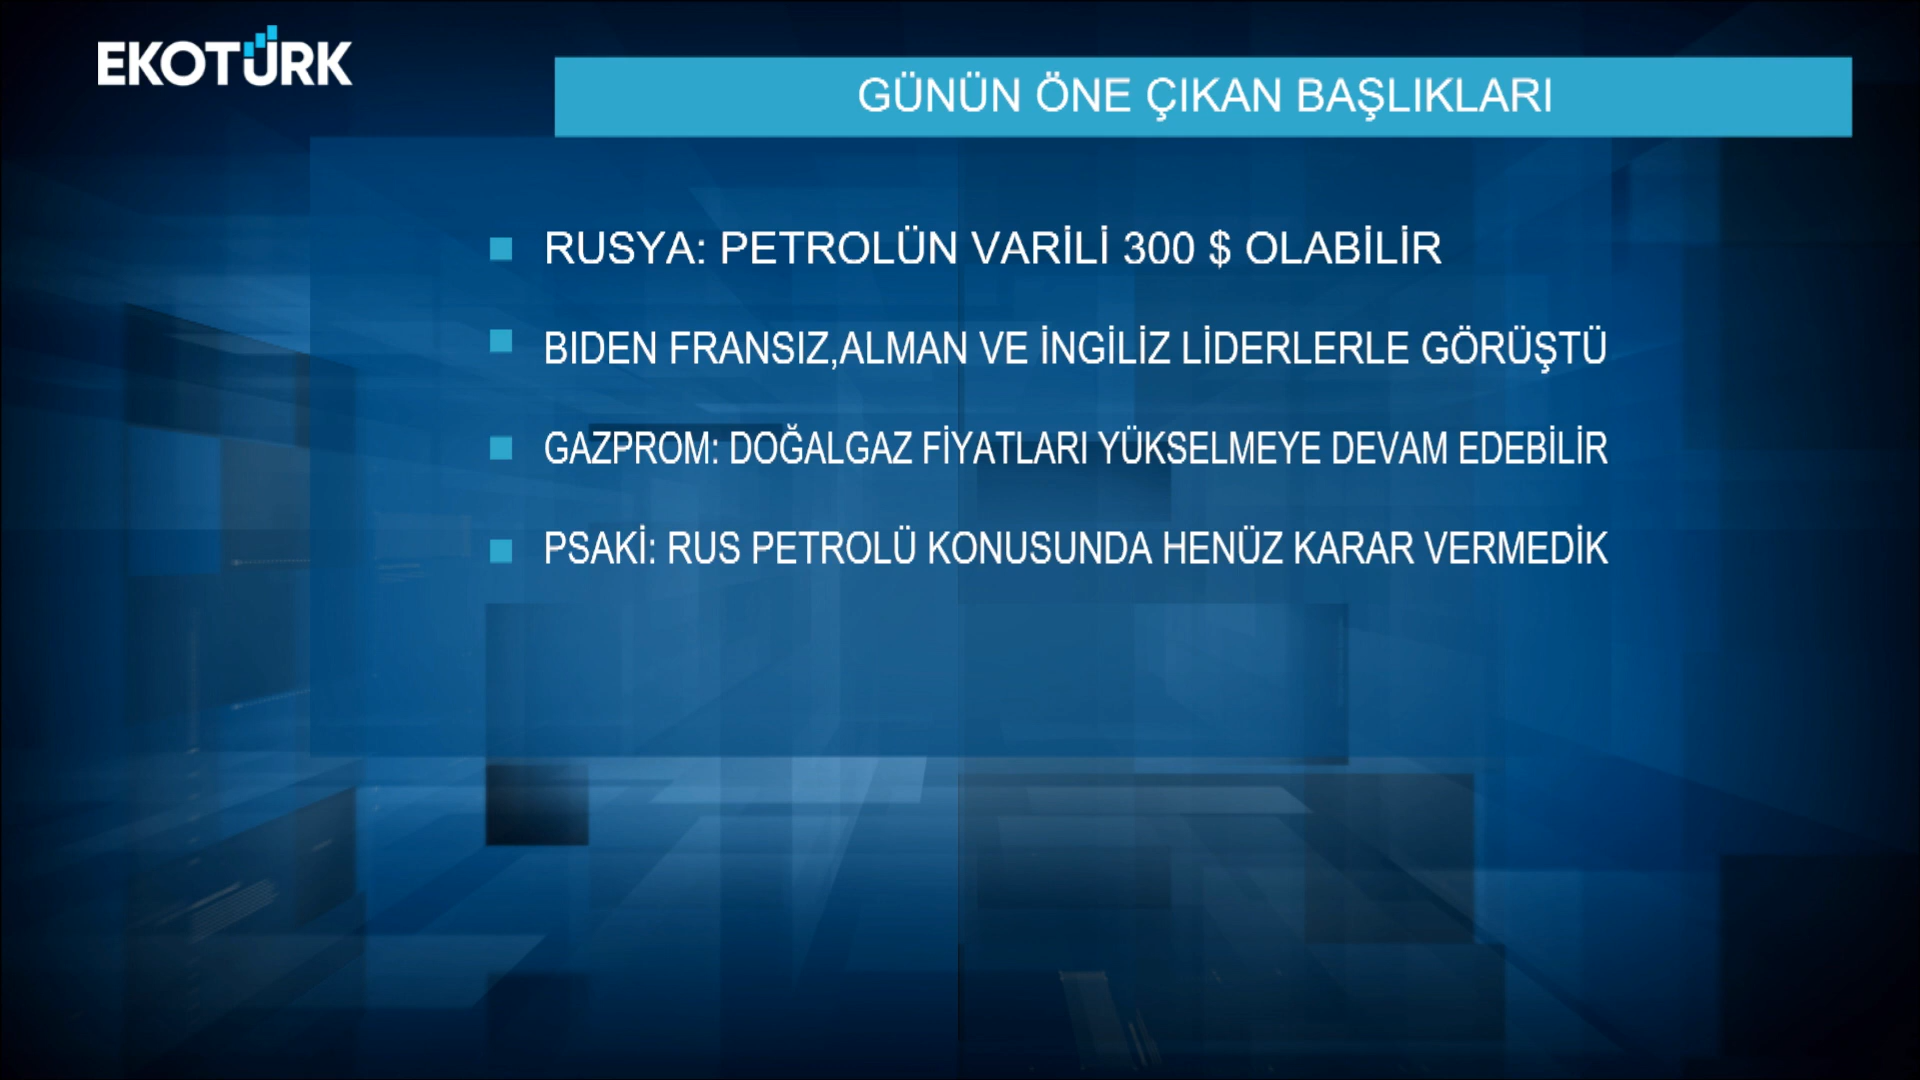 EKOTÜRK
GÜNÜN ÖNE ÇIKAN BAŞLIKLARI
RUSYA: PETROLÜN VARİLİ 300 $ OLABİLİR
BIDEN FRANSIZ,ALMAN VE İNGİLİZ LİDERLERLE GÖRÜŞTÜ
GAZPROM: DOĞALGAZ FİYATLARI YÜKSELMEYE DEVAM EDEBİLİR
PSAKİ: RUS PETROLÜ KONUSUNDA HENÜZ KARAR VERMEDİK